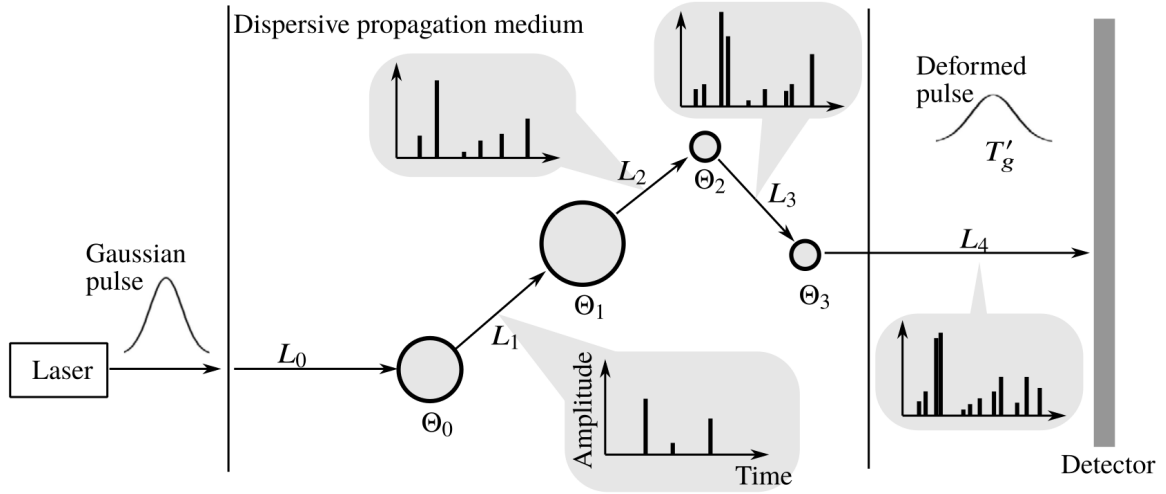 Dispersive propagation medium
Deformed
pulse
T′g
L2
Θ2
L3
Gaussian
pulse
L4
Θ1
Θ3
Laser
L0
L1
Θ0
Amplitude
Time
Detector